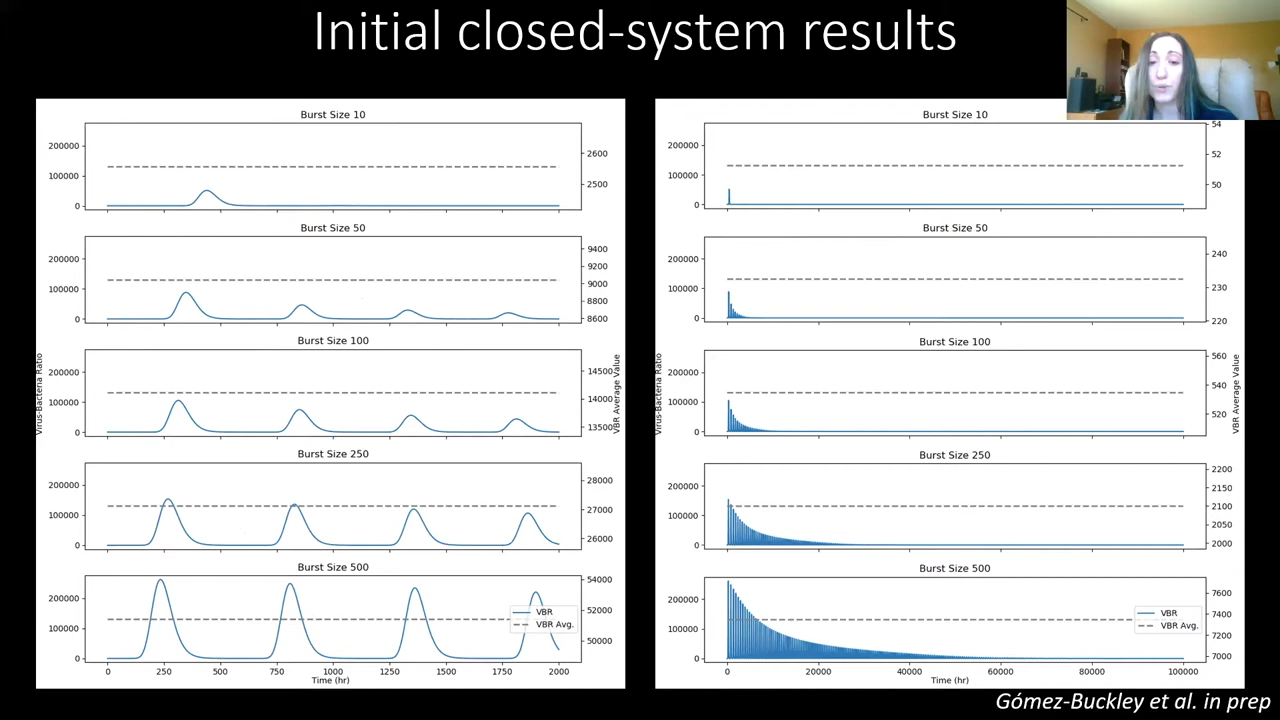 Initial closed-system results
Burst Size 10
200000
100000
0
2600
2500
Burst Size 50
200000
100000
0
9400
9200
9000
8800
8600
Burst Size 100
200000
100000
0
14500
14000
13500
Burst Size 250
200000
100000
0
28000
27000
26000
Burst Size 500
200000
100000
0
54000
52000
50000
VBR
VBR Avg.
0 250 500 750 1000 1250 1500 1750 2000
Time (hr)
Virus-Bacteria Ratio
VBR Average Value
Burst Size 10
200000
100000
0
54
52
50
Burst Size 50
200000
100000
0
240
230
220
Burst Size 100
200000
100000
0
560
540
520
Burst Size 250
200000
100000
0
2200
2150
2100
2050
2000
Burst Size 500
200000
100000
0
7600
7400
7200
7000
VBR
VBR Avg.
0 20000 40000 60000 80000 100000
Time (hr)
Virus-Bacteria Ratio
VBR Average Value
Gómez-Buckley et al. in prep